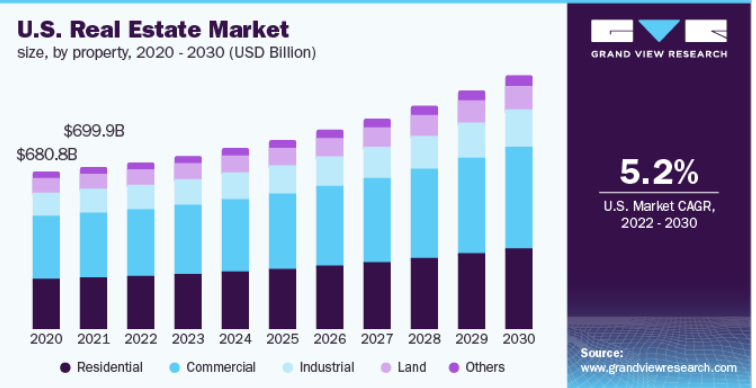 U.S. Real Estate Market
size, by property, 2020 - 2030 (USD Billion)
$680.8B
$699.9B
2020 2021 2022 2023 2024 2025 2026 2027 2028 2029 2030
Residential Commercial Industrial Land Others
GRAND VIEW RESEARCH
5.2%
U.S. Market CAGR,
2022 - 2030
Source:
www.grandviewresearch.com